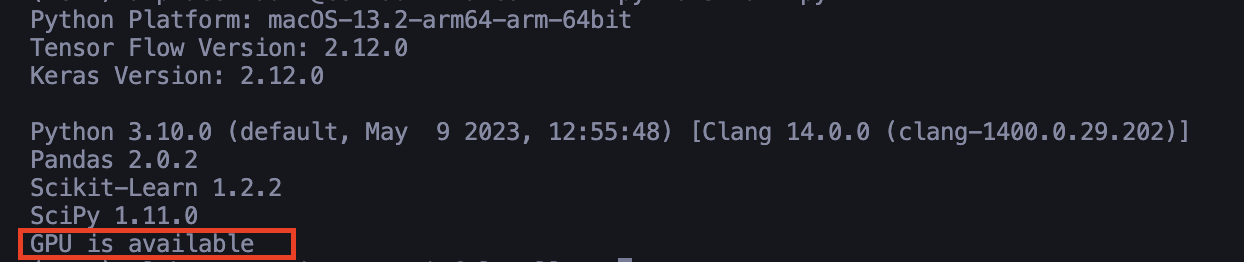 Python Platform: macOS-13.2-arm64-arm-64bit
Tensor Flow Version: 2.12.0
Keras Version: 2.12.0
Python 3.10.0 (default, May  9 2023, 12:55:48) [Clang 14.0.0 (clang-1400.0.29.202)]
Pandas 2.0.2
Scikit-Learn 1.2.2
SciPy 1.11.0
GPU is available